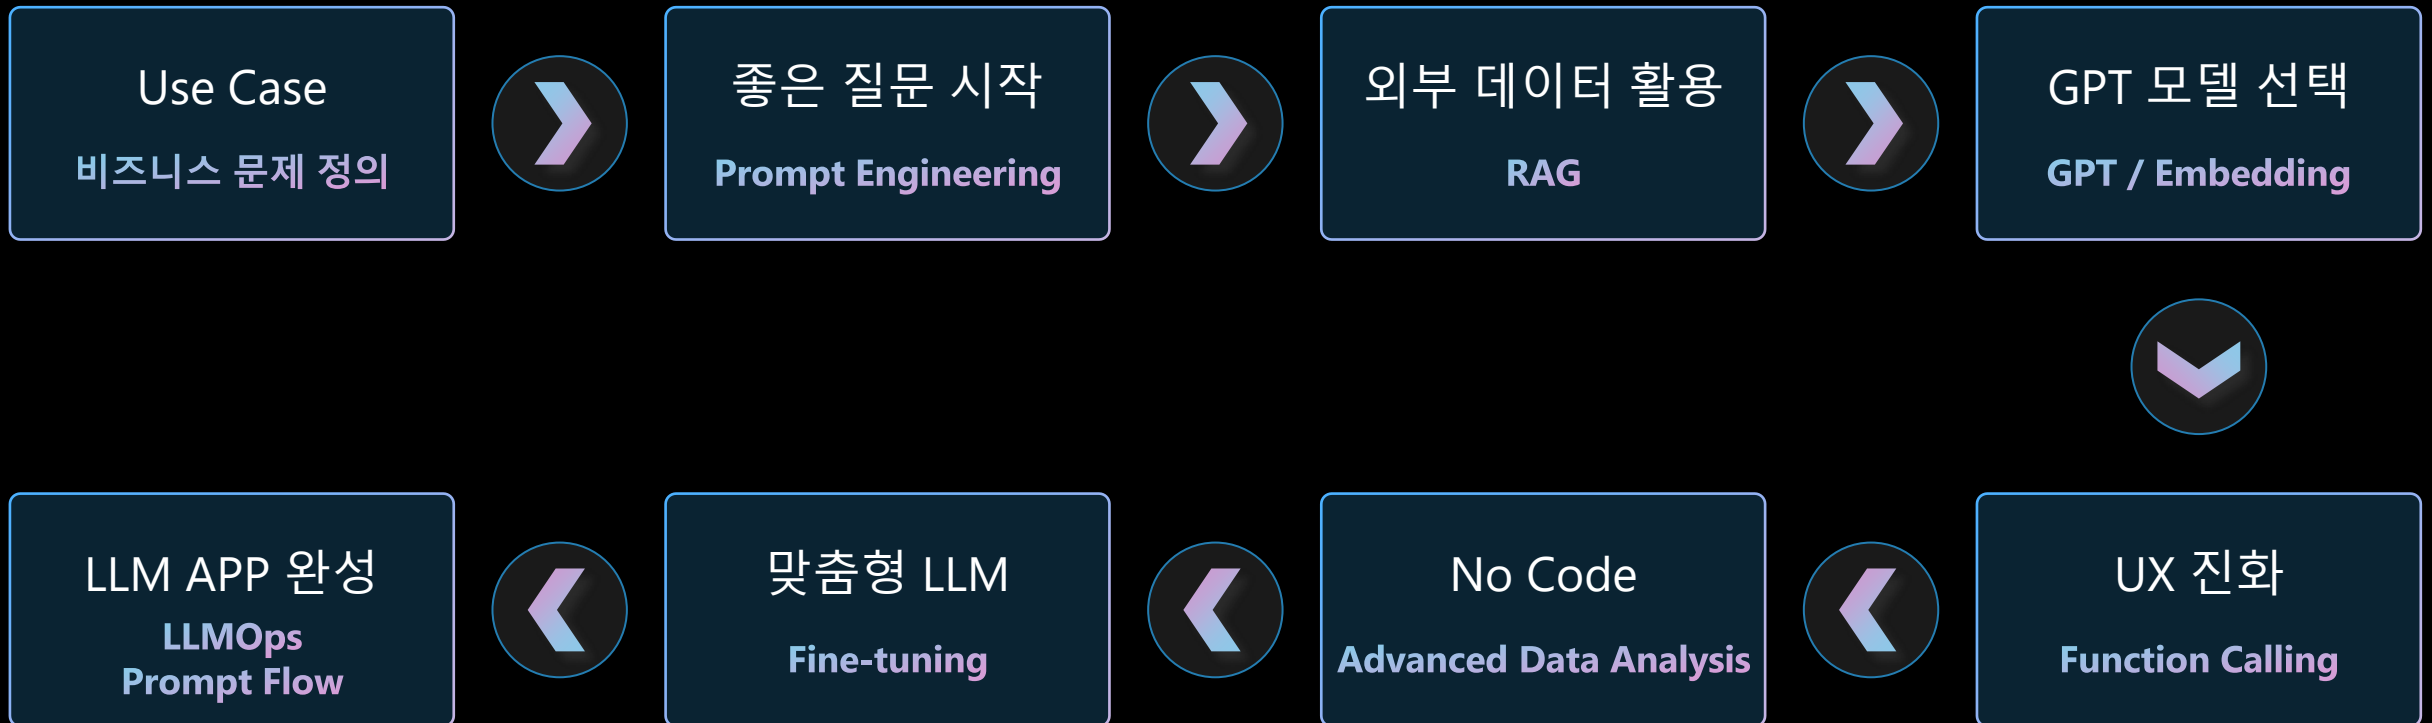 Use Case
비즈니스 문제 정의
좋은 질문 시작
Prompt Engineering
외부 데이터 활용
RAG
GPT 모델 선택
GPT / Embedding
UX 진화
Function Calling
No Code
Advanced Data Analysis
맞춤형 LLM
Fine-tuning
LLM APP 완성
LLMOps
Prompt Flow